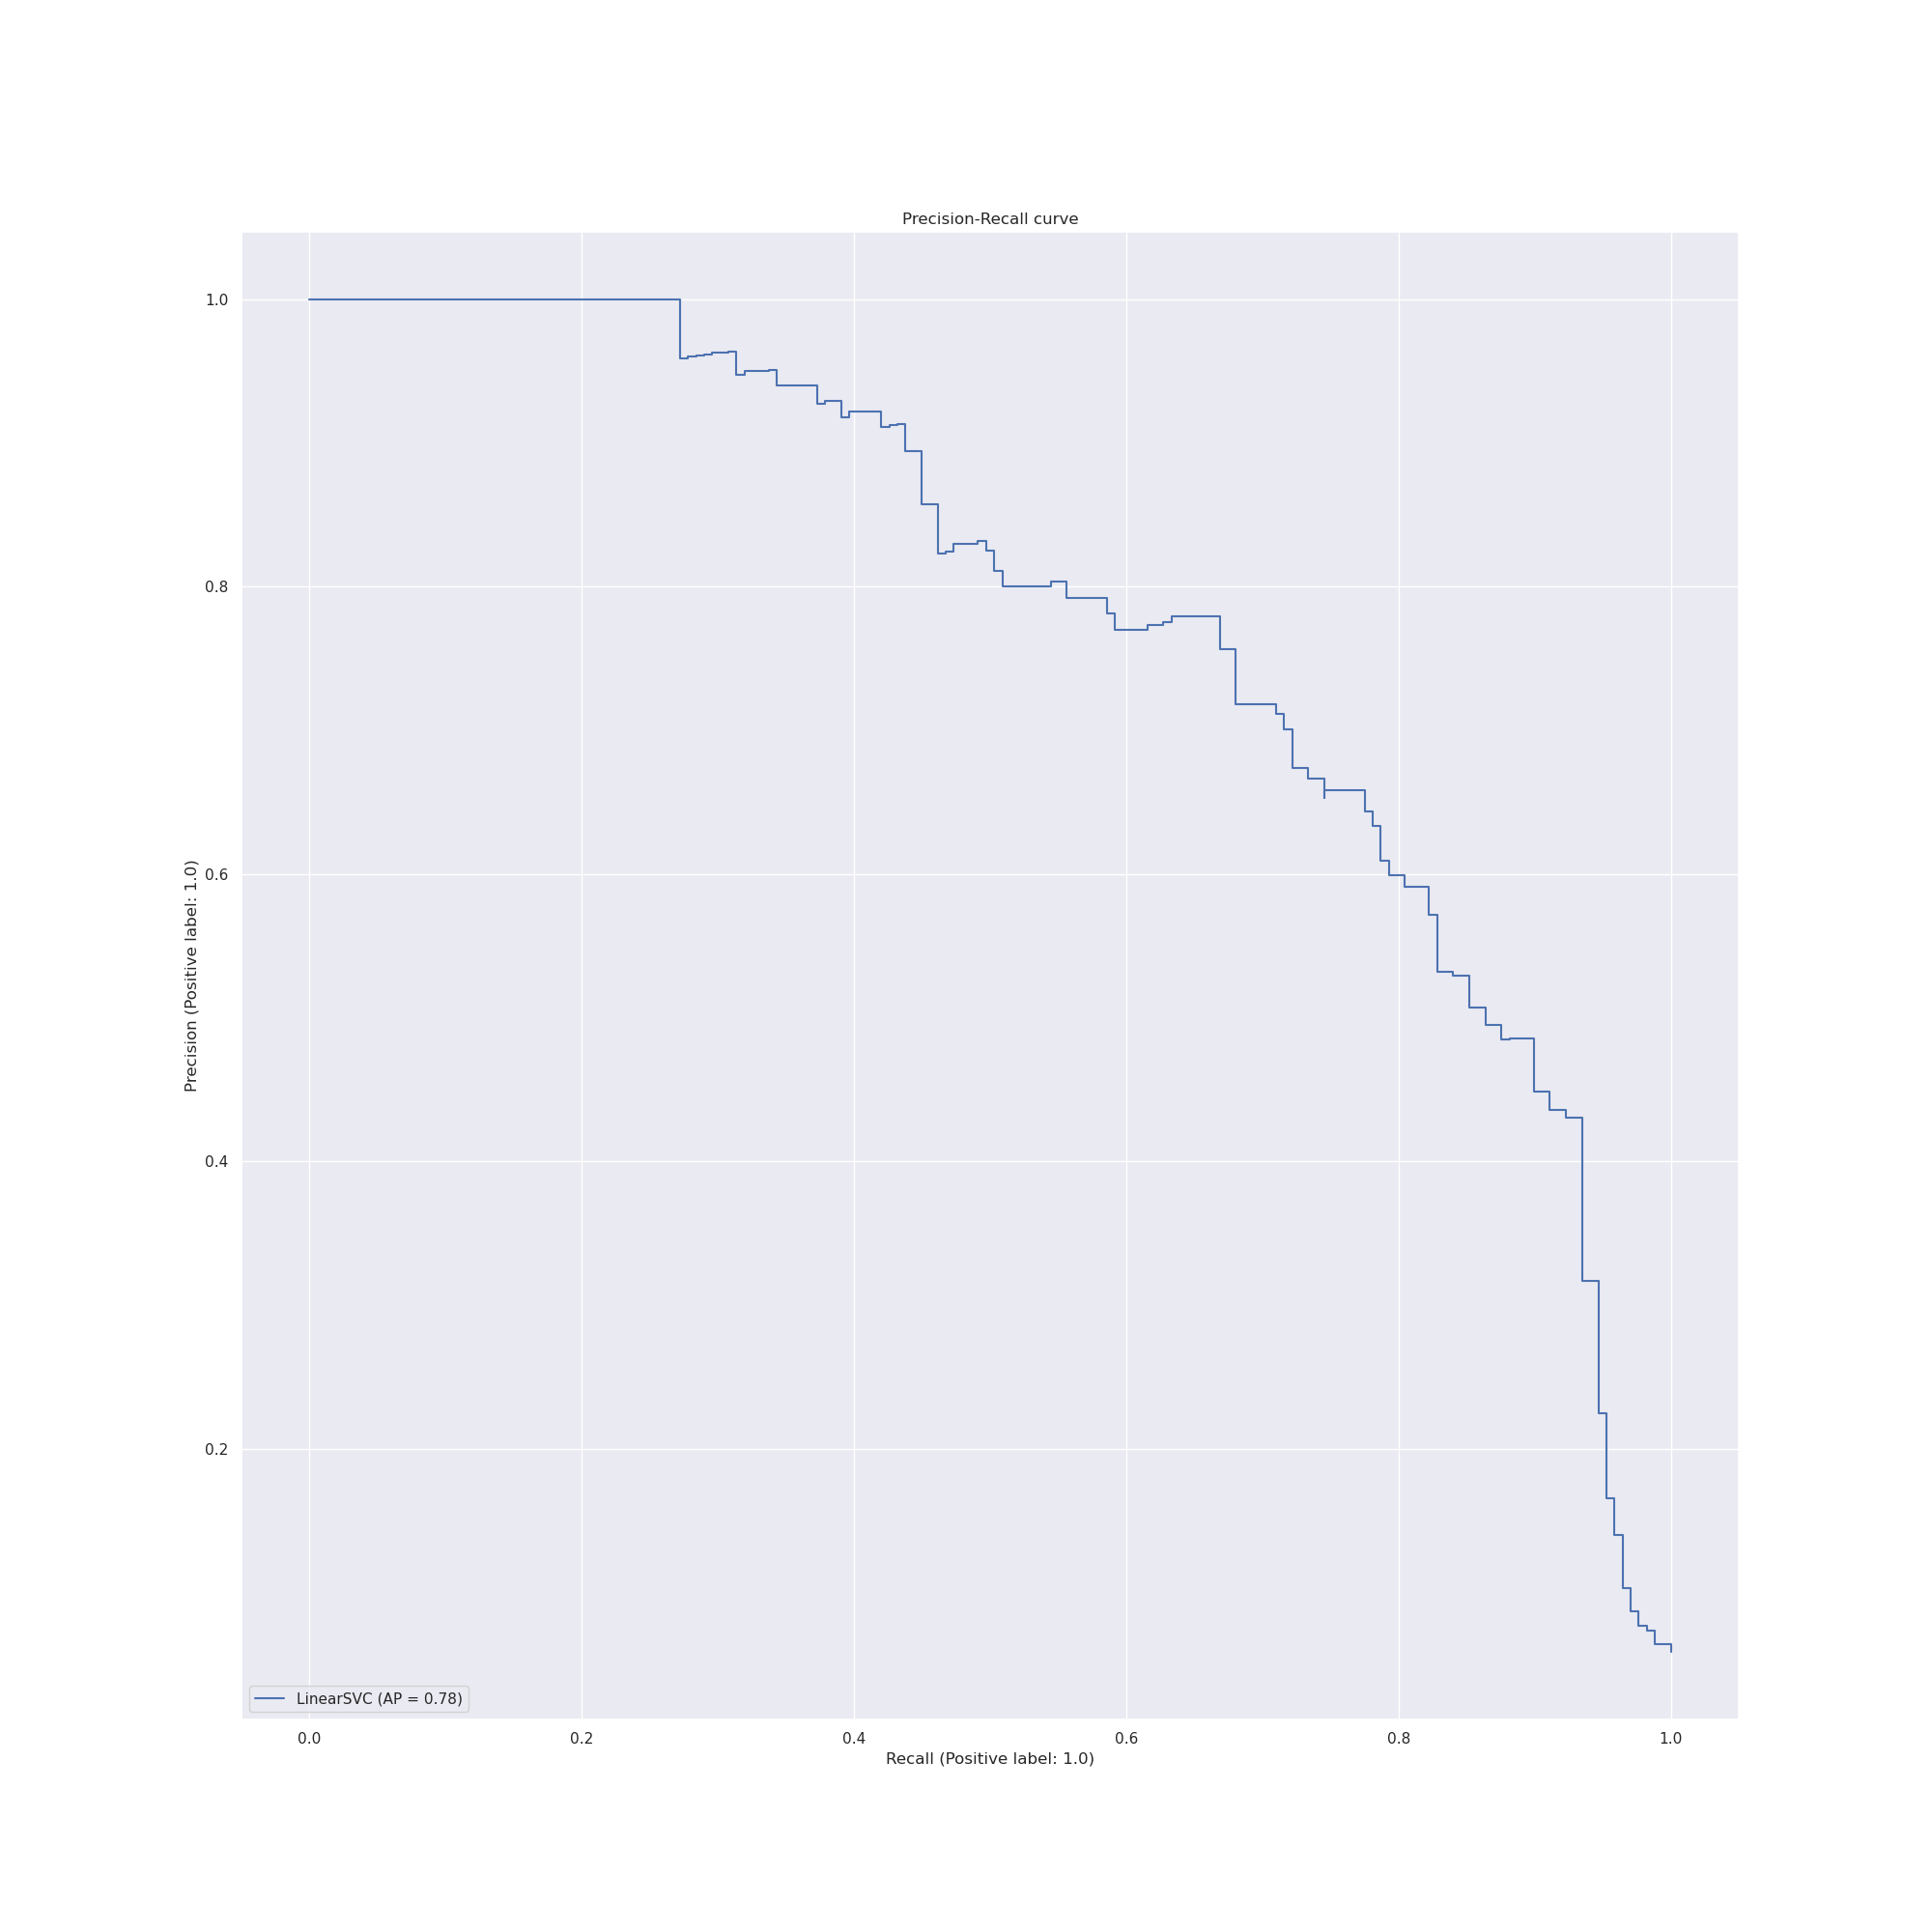 Precision-Recall curve
1.0
0.8
0.6
0.4
0.2
Precision (Positive label: 1.0)
LinearSVC (AP = 0.78)
0.0 0.2 0.4 0.6 0.8 1.0
Recall (Positive label: 1.0)